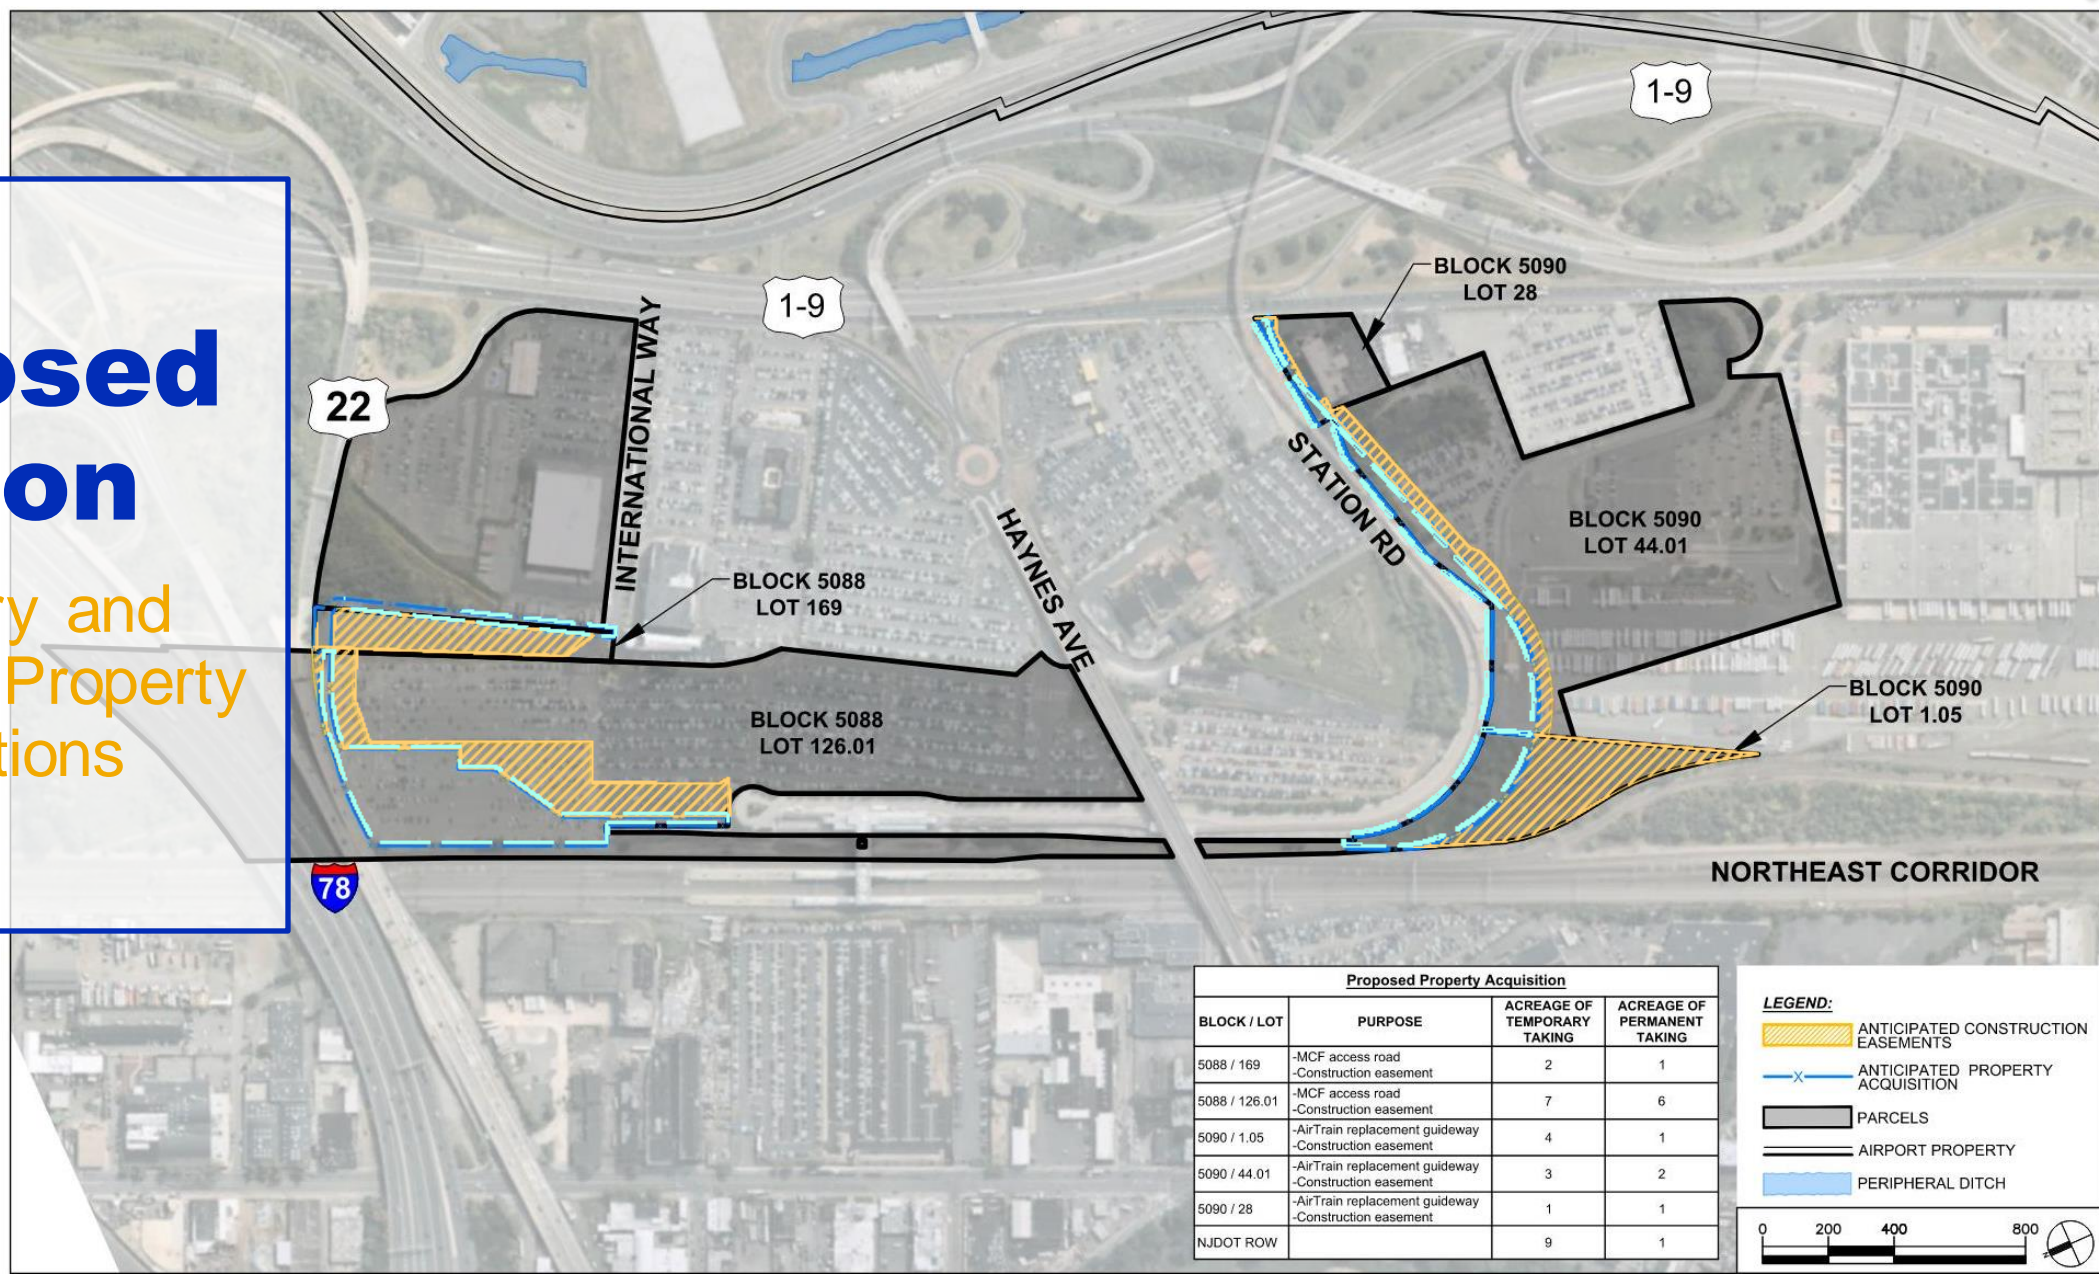 1-9
1-9
22
osed
on
ry and
Property
tions
INTERNATIONAL WAY
BLOCK 5090
LOT 28
STATION RD
HAYNES AVE
BLOCK 5090
LOT 44.01
BLOCK 5088
LOT 169
BLOCK 5088
LOT 126.01
BLOCK 5090
LOT 1.05
78
NORTHEAST CORRIDOR
Proposed Property Acquisition
BLOCK / LOT PURPOSE ACREAGE OF TEMPORARY TAKING ACREAGE OF PERMANENT TAKING
5088 / 169 -MCF access road -Construction easement 2 1
5088 / 126.01 -MCF access road -Construction easement 7 6
5090 / 1.05 -AirTrain replacement guideway -Construction easement 4 1
5090 / 44.01 -AirTrain replacement guideway -Construction easement 3 2
5090 / 28 -AirTrain replacement guideway -Construction easement 1 1
NJDOT ROW 9 1
LEGEND:
ANTICIPATED CONSTRUCTION
EASEMENTS
X
ANTICIPATED PROPERTY
ACQUISITION
PARCELS
AIRPORT PROPERTY
PERIPHERAL DITCH
0 200 400 800